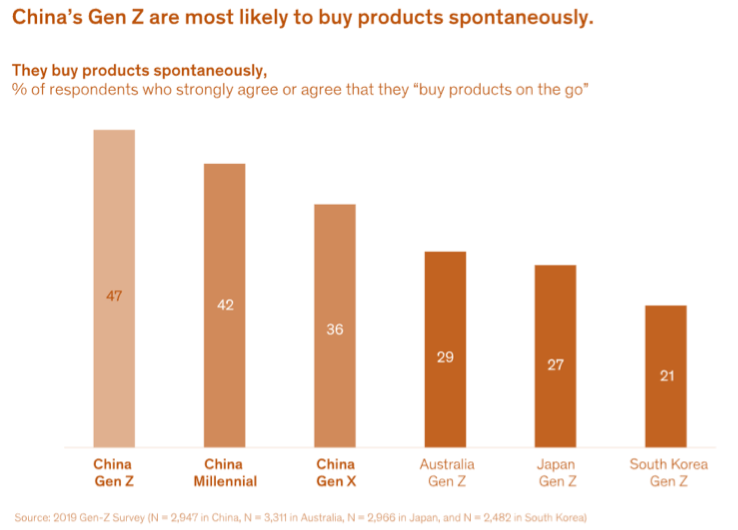 China's Gen Z are most likely to buy products spontaneously.
They buy products spontaneously,
% of respondents who strongly agree or agree that they “buy products on the go”
47
42
36
29
27
21
China Gen Z
China Millennial
China Gen X
Australia Gen Z
Japan Gen Z
South Korea Gen Z
Source: 2019 Gen-Z Survey (N = 2,947 in China, N = 3,311 in Australia, N = 2,966 in Japan, and N = 2,482 in South Korea)